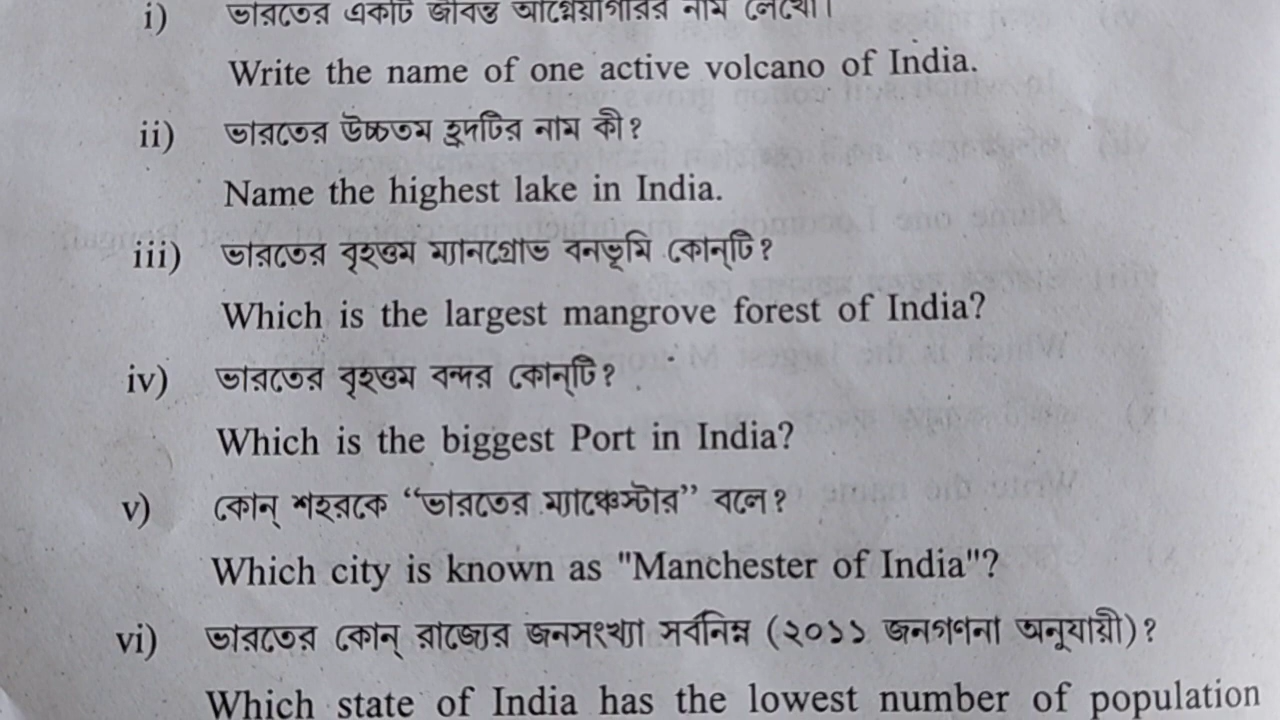 i) ভারতের একটি জীবন্ত আগ্নেয়গিরির নাম লেখো।
Write the name of one active volcano of India.
ii) ভারতের উচ্চতম হ্রদটির নাম কী?
Name the highest lake in India.
iii) ভারতের বৃহত্তম ম্যানগ্রোভ বনভূমি কোন্‌টি?
Which is the largest mangrove forest of India?
iv) ভারতের বৃহত্তম বন্দর কোন্‌টি?
Which is the biggest Port in India?
v) কোন্ শহরকে “ভারতের ম্যাঞ্চেস্টার” বলে?
Which city is known as "Manchester of India"?
vi) ভারতের কোন্ রাজ্যের জনসংখ্যা সর্বনিম্ন (২০১১ জনগণনা অনুযায়ী)?
Which state of India has the lowest number of population